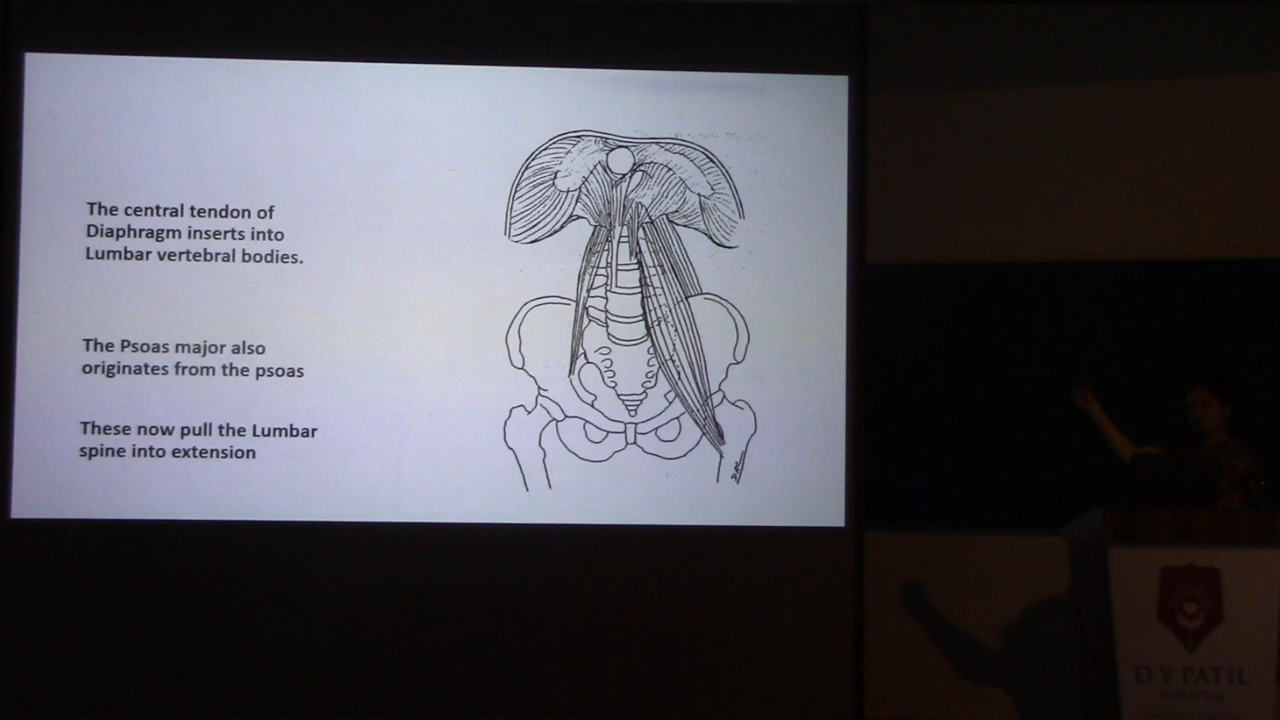 The central tendon of
Diaphragm inserts into
Lumbar vertebral bodies.
The Psoas major also
originates from the psoas
These now pull the Lumbar
spine into extension
D Y PATIL
HOSPITAL